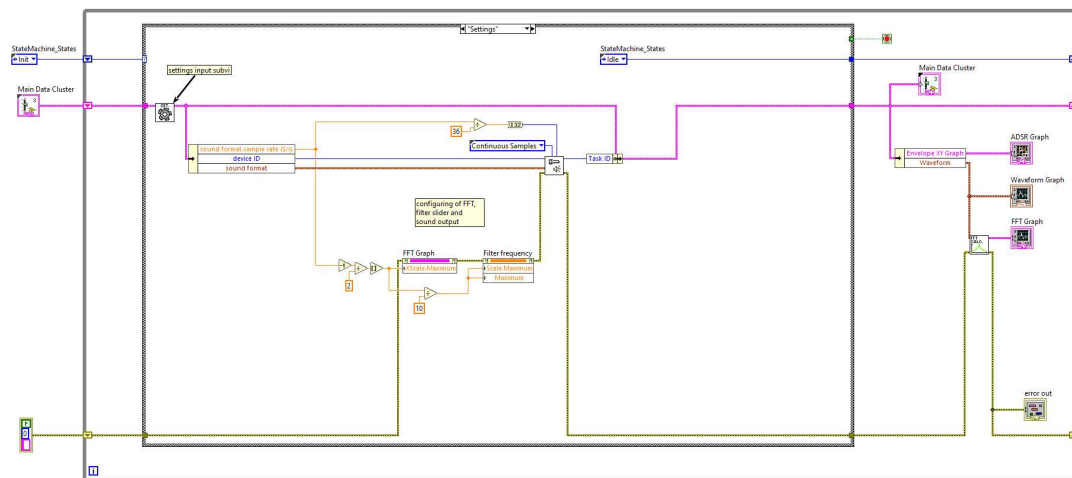 "Settings"
StateMachine_States
Init
StateMachine_States
Idle
settings input subvi
Main Data Cluster
3
Main Data Cluster
3
36
I32
Continuous Samples
sound format.sample rate (S/s)
device ID
sound format
Task ID
ADSR Graph
Envelope XY Graph
Waveform
Waveform Graph
configuring of FFT,
filter slider and
sound output
FFT Graph
FFT Graph
XScale.Maximum
Filter frequency
Scale.Maximum
Maximum
2
10
error out
F
0
i